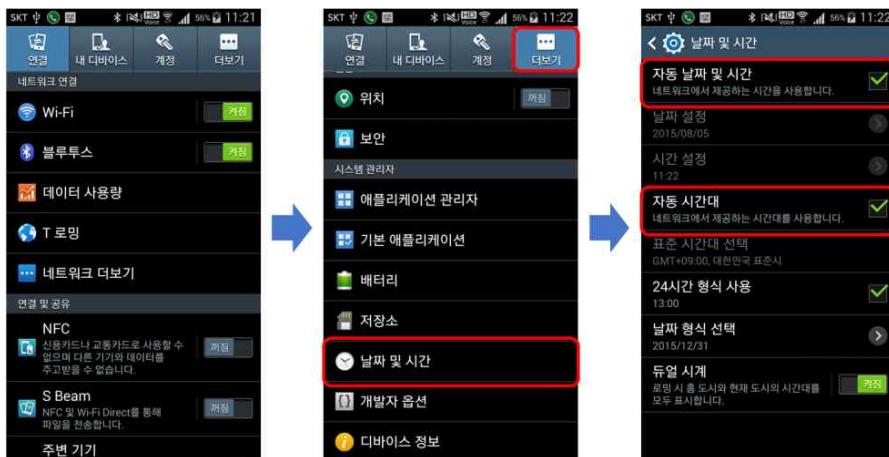 SKT 56% 11:21
연결 내 디바이스 계정 더보기
네트워크 연결
Wi-Fi 켜짐
블루투스 켜짐
데이터 사용량
T 로밍
네트워크 더보기
연결 및 공유
NFC
신용카드나 교통카드로 사용할 수
없으며 다른 기기와 데이터를
주고받을 수 없습니다.
꺼짐
S Beam
NFC 및 Wi-Fi Direct를 통해
파일을 전송합니다.
꺼짐
주변 기기
SKT HD Voice 56% 11:22
연결 내 디바이스 계정 더보기
위치 꺼짐
보안
시스템 관리자
애플리케이션 관리자
기본 애플리케이션
배터리
저장소
날짜 및 시간
개발자 옵션
디바이스 정보
SKT HD Voice 56% 11:22
날짜 및 시간
자동 날짜 및 시간
네트워크에서 제공하는 시간을 사용합니다.
날짜 설정
2015/08/05
시간 설정
11:22
자동 시간대
네트워크에서 제공하는 시간대를 사용합니다.
표준 시간대 선택
GMT+09:00, 대한민국 표준시
24시간 형식 사용
13:00
날짜 형식 선택
2015/12/31
듀얼 시계
로밍 시 홈 도시와 현재 도시의 시간대를
모두 표시합니다.
켜짐